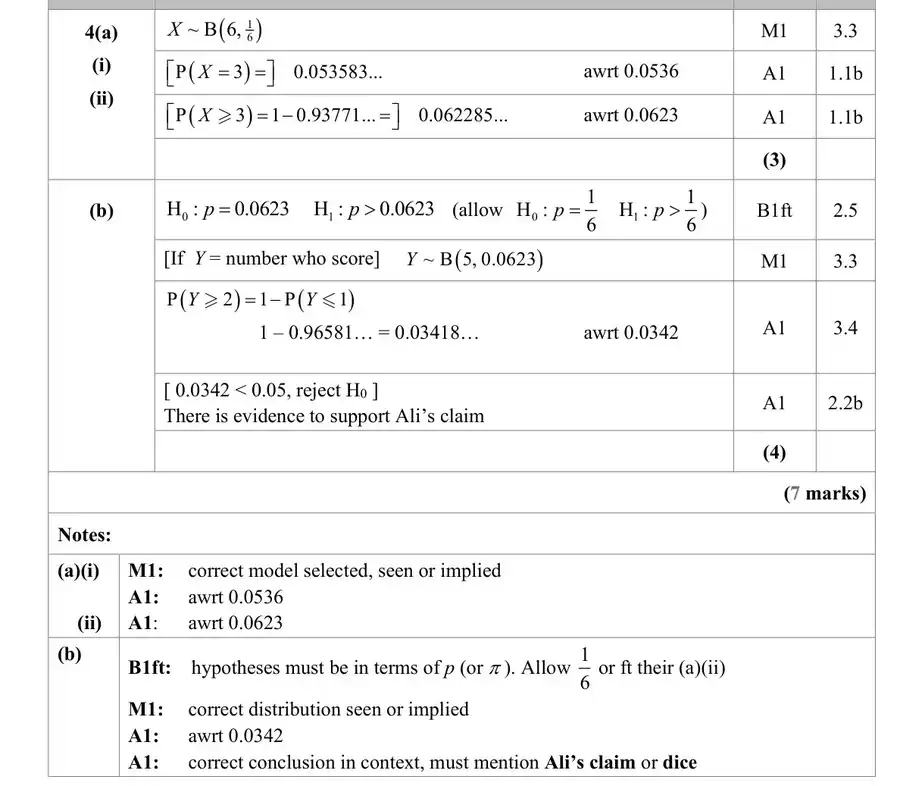 4(a) X ~ B(6, 1/6) M1 3.3
(i) [P(X = 3) =] 0.053583... awrt 0.0536 A1 1.1b
(ii) [P(X ⩾ 3) = 1 − 0.93771... =] 0.062285... awrt 0.0623 A1 1.1b
(3)
(b) H₀ : p = 0.0623 H₁ : p > 0.0623 (allow H₀ : p = 1/6 H₁ : p > 1/6) B1ft 2.5
[If Y = number who score] Y ~ B(5, 0.0623) M1 3.3
P(Y ⩾ 2) = 1 − P(Y ⩽ 1)
1 – 0.96581… = 0.03418… awrt 0.0342 A1 3.4
[ 0.0342 < 0.05, reject H₀ ]
There is evidence to support Ali's claim A1 2.2b
(4)
(7 marks)
Notes:
(a)(i) M1: correct model selected, seen or implied
A1: awrt 0.0536
(ii) A1: awrt 0.0623
(b)
B1ft: hypotheses must be in terms of p (or π). Allow 1/6 or ft their (a)(ii)
M1: correct distribution seen or implied
A1: awrt 0.0342
A1: correct conclusion in context, must mention Ali's claim or dice